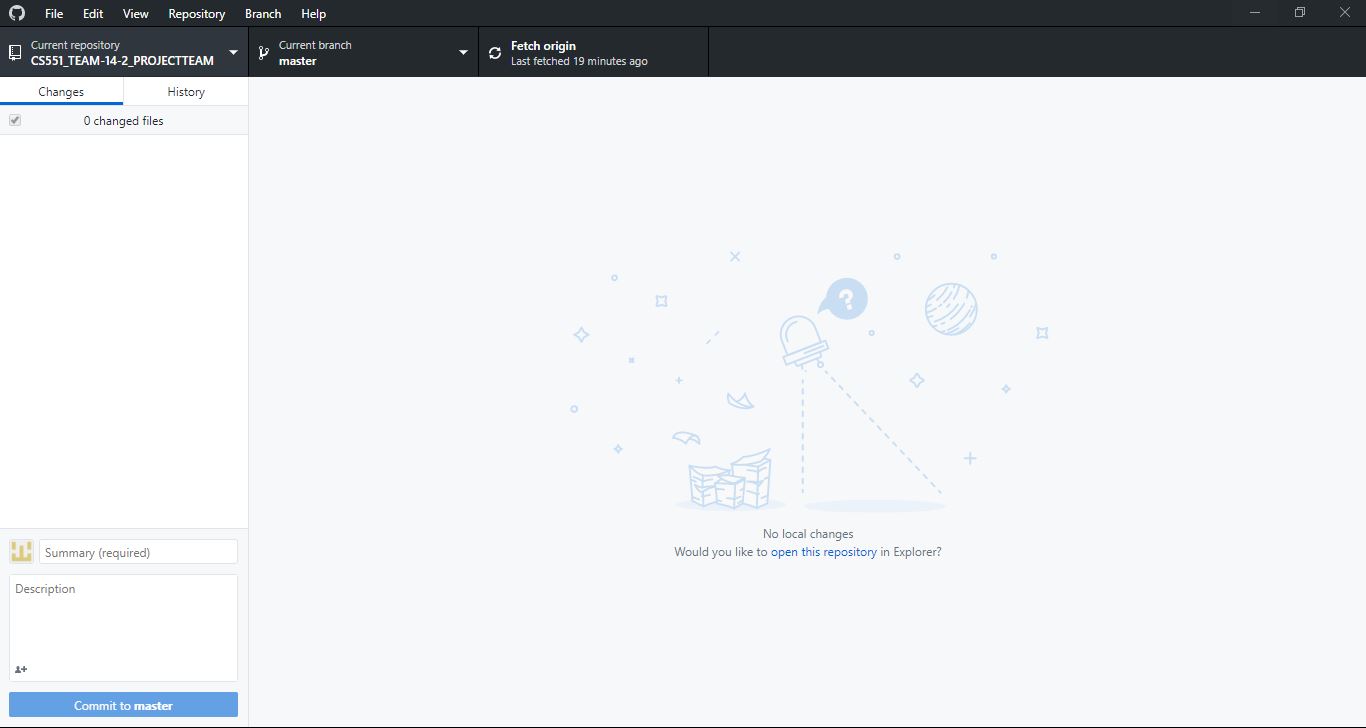 File Edit View Repository Branch Help
Current repository
CS551_TEAM-14-2_PROJECTTEAM
Current branch
master
Fetch origin
Last fetched 19 minutes ago
Changes
History
0 changed files
?
No local changes
Would you like to open this repository in Explorer?
Summary (required)
Description
Commit to master